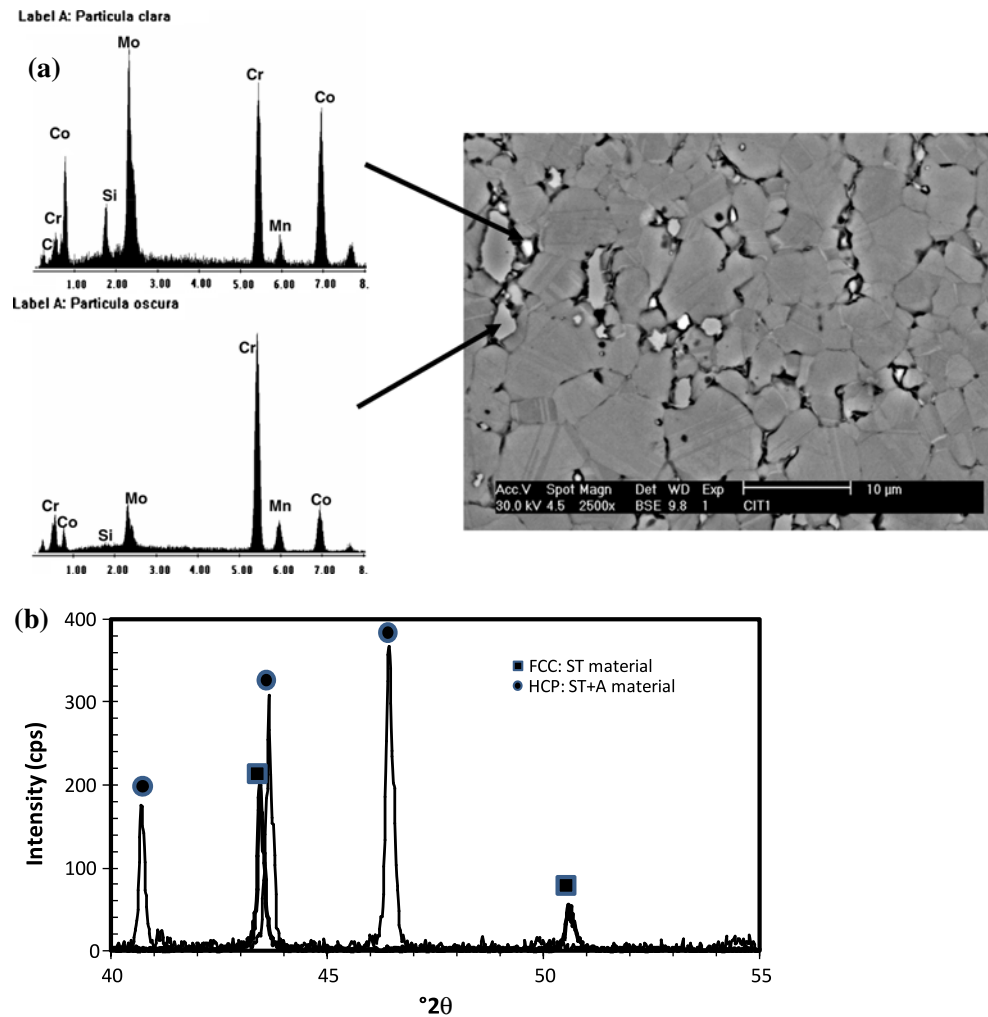 Label A: Particula clara
(a)
Mo
Cr
Co
Co
Si
Cr
Mn
C
1.00 2.00 3.00 4.00 5.00 6.00 7.00 8.
Label A: Particula oscura
Cr
Cr
Co
Si
Mo
Mn
Co
1.00 2.00 3.00 4.00 5.00 6.00 7.00 8.
Acc.V Spot Magn Det WD Exp 10 µm
30.0 kV 4.5 2500x BSE 9.8 1 CIT1
(b)
400
300
200
100
0
Intensity (cps)
FCC: ST material
HCP: ST+A material
40 45 50 55
°2θ